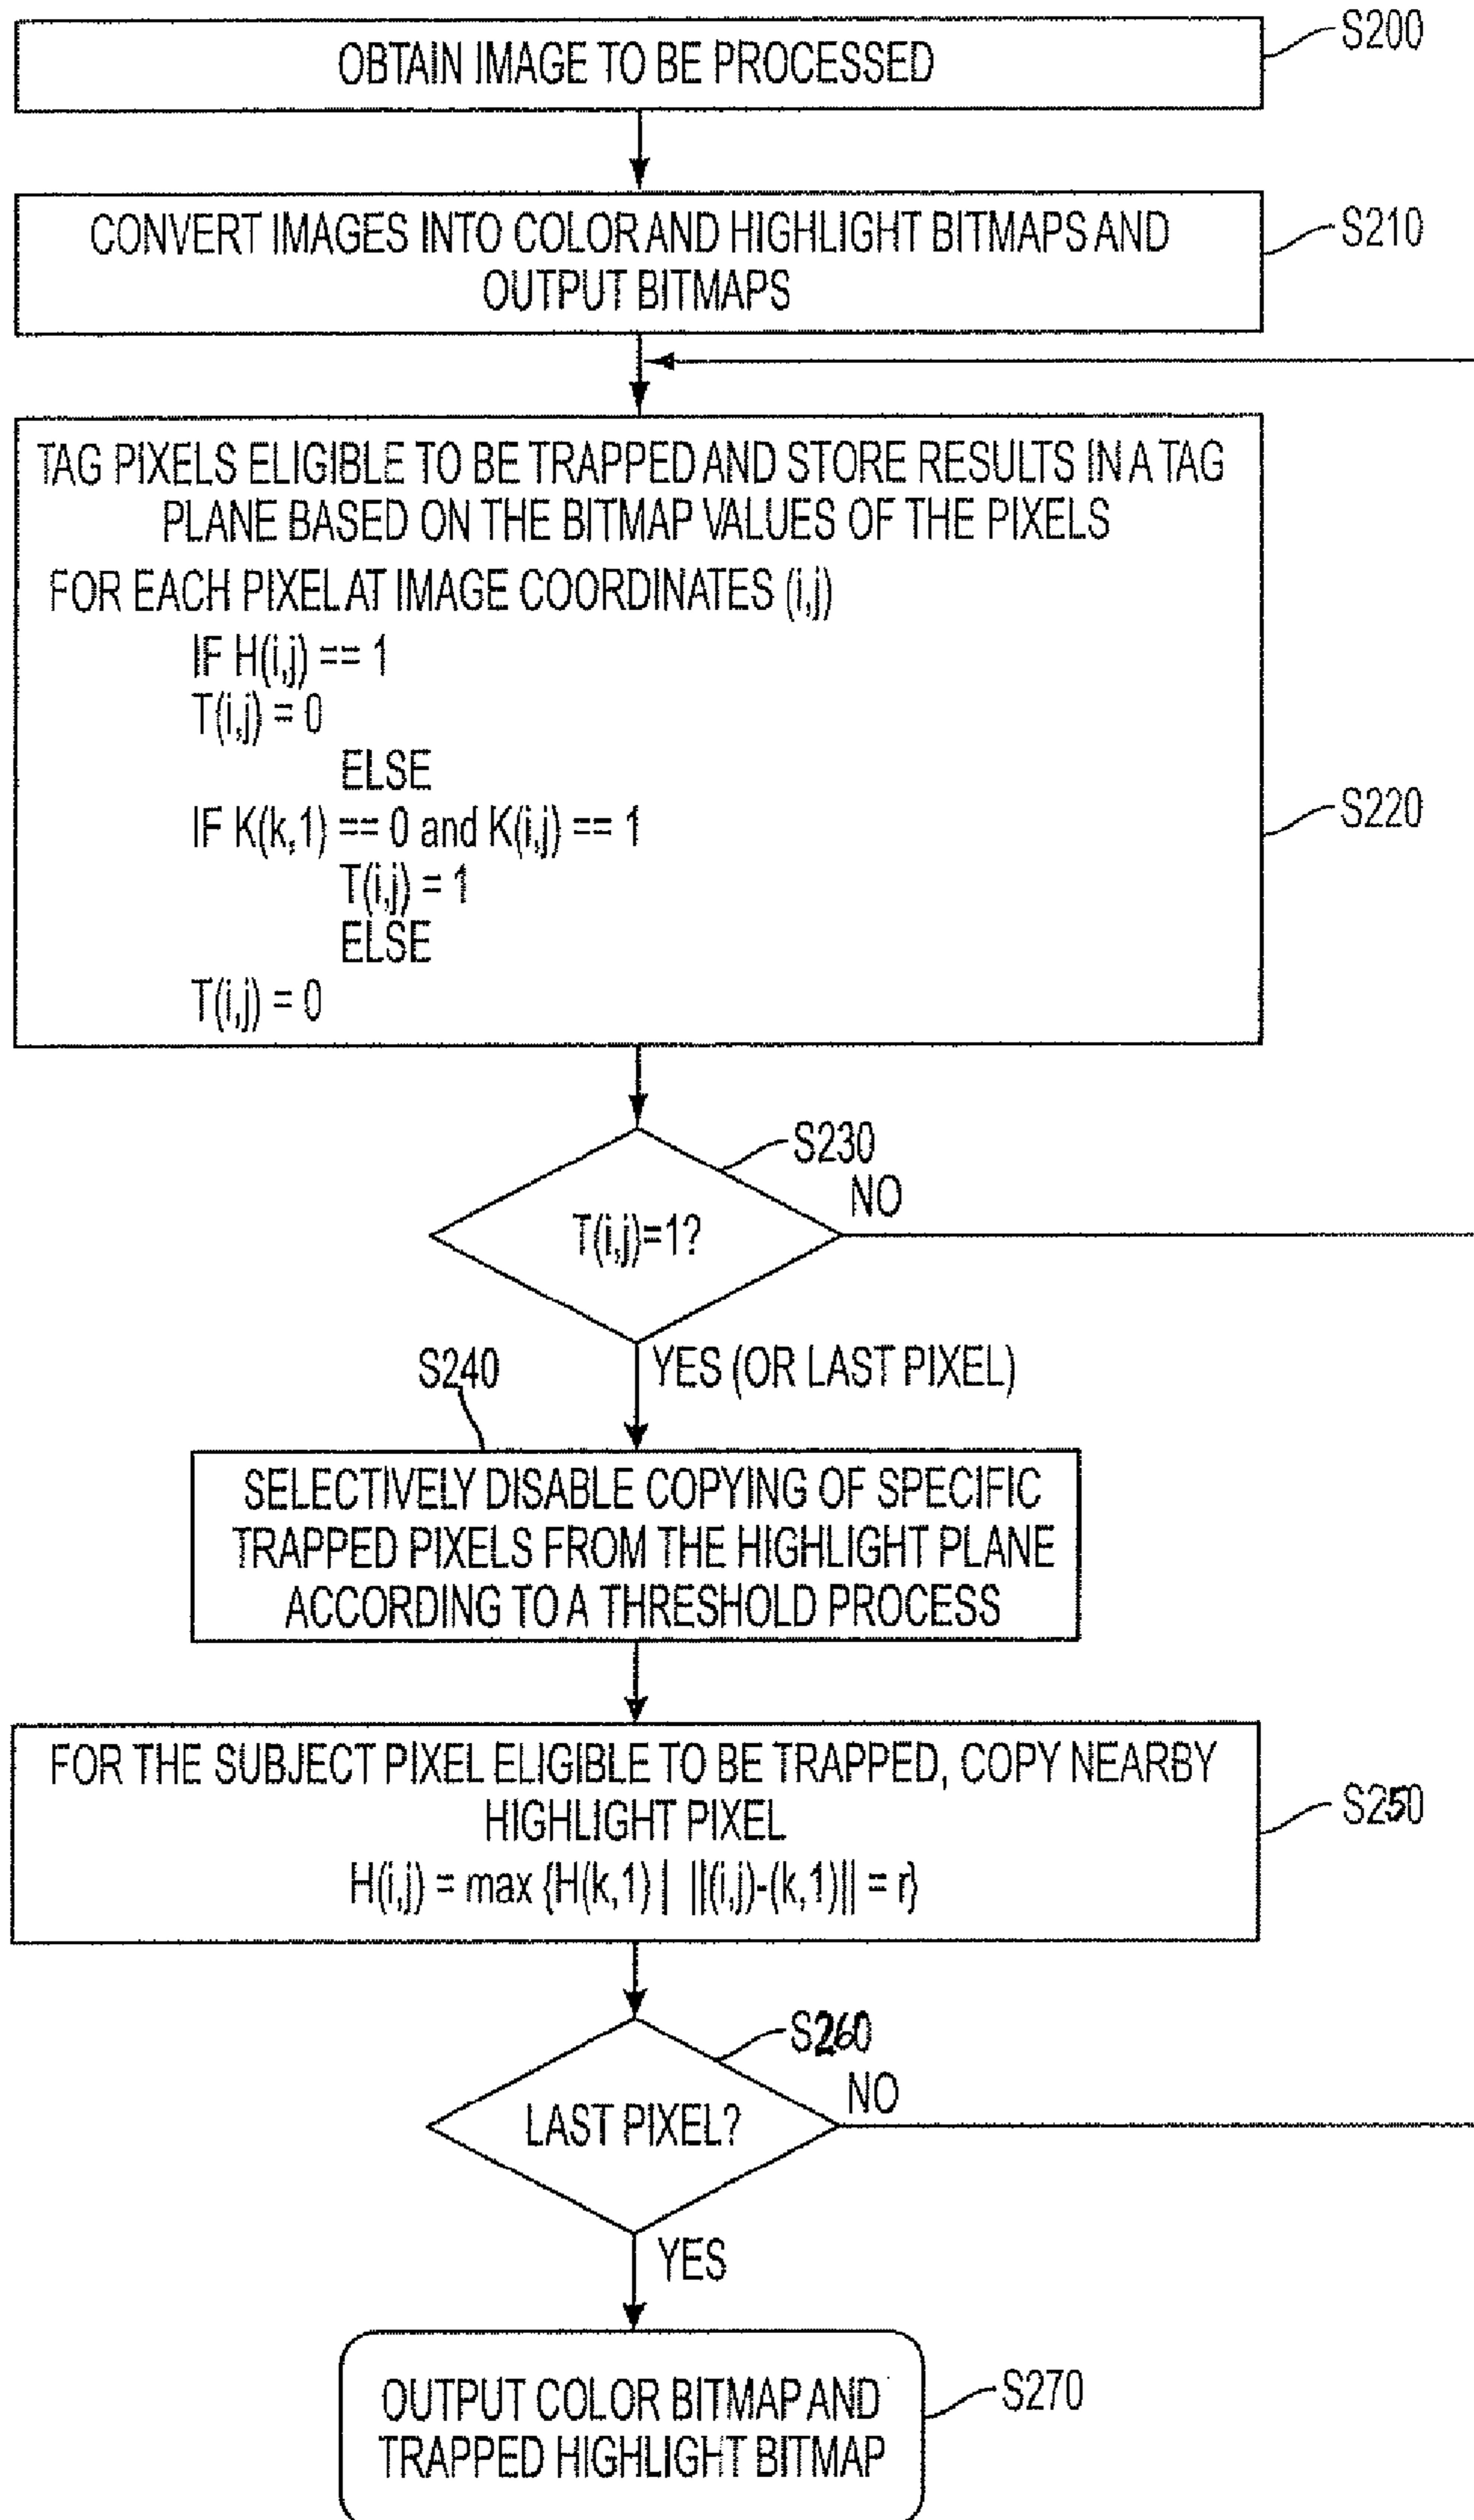 OBTAIN IMAGE TO BE PROCESSED
S200
CONVERT IMAGES INTO COLOR AND HIGHLIGHT BITMAPS AND
OUTPUT BITMAPS
S210
TAG PIXELS ELIGIBLE TO BE TRAPPED AND STORE RESULTS IN A TAG
PLANE BASED ON THE BITMAP VALUES OF THE PIXELS
FOR EACH PIXEL AT IMAGE COORDINATES (i,j)
IF H(i,j) == 1
T(i,j) = 0
ELSE
IF K(k,1) == 0 and K(i,j) == 1
T(i,j) = 1
ELSE
T(i,j) = 0
S220
S230
T(i,j)=1?
NO
YES (OR LAST PIXEL)
S240
SELECTIVELY DISABLE COPYING OF SPECIFIC
TRAPPED PIXELS FROM THE HIGHLIGHT PLANE
ACCORDING TO A THRESHOLD PROCESS
FOR THE SUBJECT PIXEL ELIGIBLE TO BE TRAPPED, COPY NEARBY
HIGHLIGHT PIXEL
H(i,j) = max {H(k,1) | ||(i,j)-(k,1)|| = r}
S250
S260
LAST PIXEL?
NO
YES
OUTPUT COLOR BITMAP AND
TRAPPED HIGHLIGHT BITMAP
S270